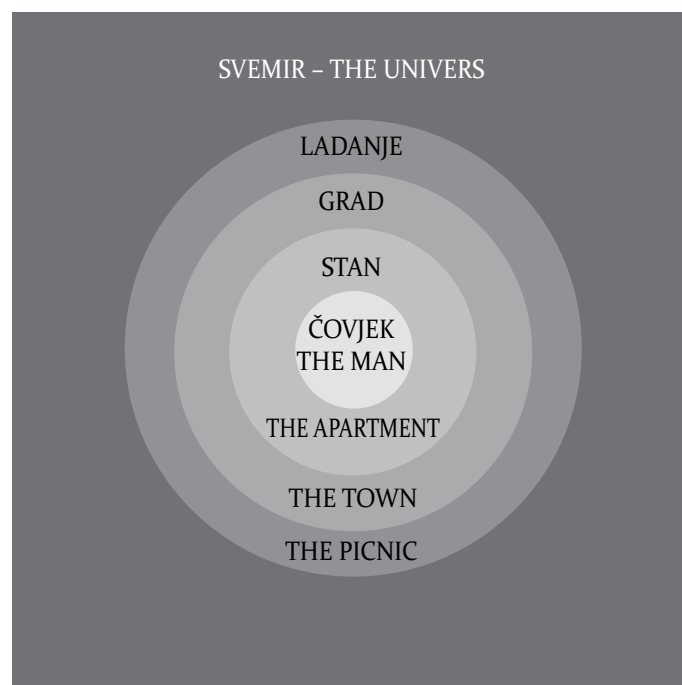 SVEMIR – THE UNIVERS
LADANJE
GRAD
STAN
ČOVJEK
THE MAN
THE APARTMENT
THE TOWN
THE PICNIC